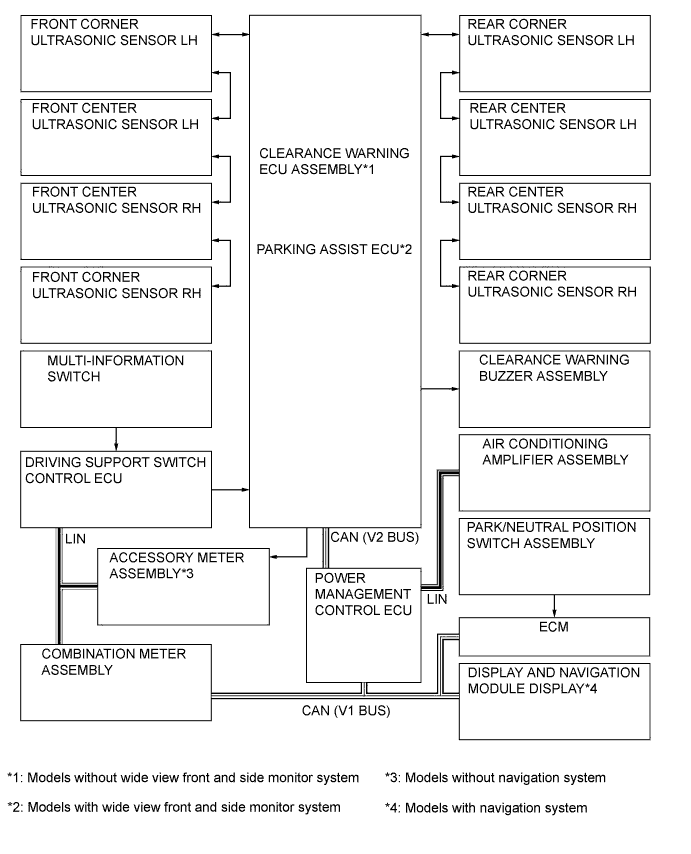 FRONT CORNER
ULTRASONIC SENSOR LH
FRONT CENTER
ULTRASONIC SENSOR LH
FRONT CENTER
ULTRASONIC SENSOR RH
FRONT CORNER
ULTRASONIC SENSOR RH
MULTI-INFORMATION
SWITCH
DRIVING SUPPORT SWITCH
CONTROL ECU
LIN
ACCESSORY METER
ASSEMBLY*3
COMBINATION METER
ASSEMBLY
CLEARANCE WARNING
ECU ASSEMBLY*1
PARKING ASSIST ECU*2
CAN (V2 BUS)
POWER
MANAGEMENT
CONTROL ECU
LIN
CAN (V1 BUS)
REAR CORNER
ULTRASONIC SENSOR LH
REAR CENTER
ULTRASONIC SENSOR LH
REAR CENTER
ULTRASONIC SENSOR RH
REAR CORNER
ULTRASONIC SENSOR RH
CLEARANCE WARNING
BUZZER ASSEMBLY
AIR CONDITIONING
AMPLIFIER ASSEMBLY
PARK/NEUTRAL POSITION
SWITCH ASSEMBLY
ECM
DISPLAY AND NAVIGATION
MODULE DISPLAY*4
*1: Models without wide view front and side monitor system
*2: Models with wide view front and side monitor system
*3: Models without navigation system
*4: Models with navigation system